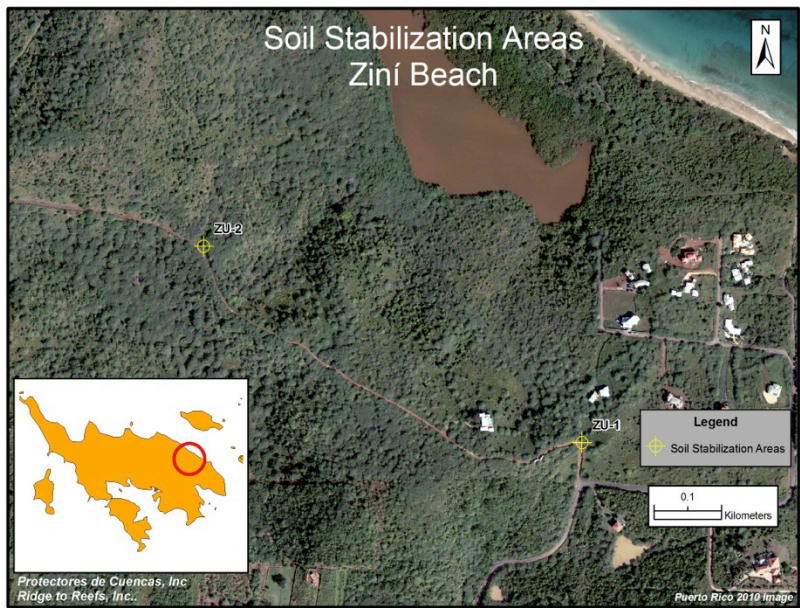 Soil Stabilization Areas
Ziní Beach
N
ZU-2
ZU-1
Legend
Soil Stabilization Areas
0.1
Kilometers
Protectores de Cuencas, Inc
Ridge to Reefs, Inc..
Puerto Rico 2010 Image